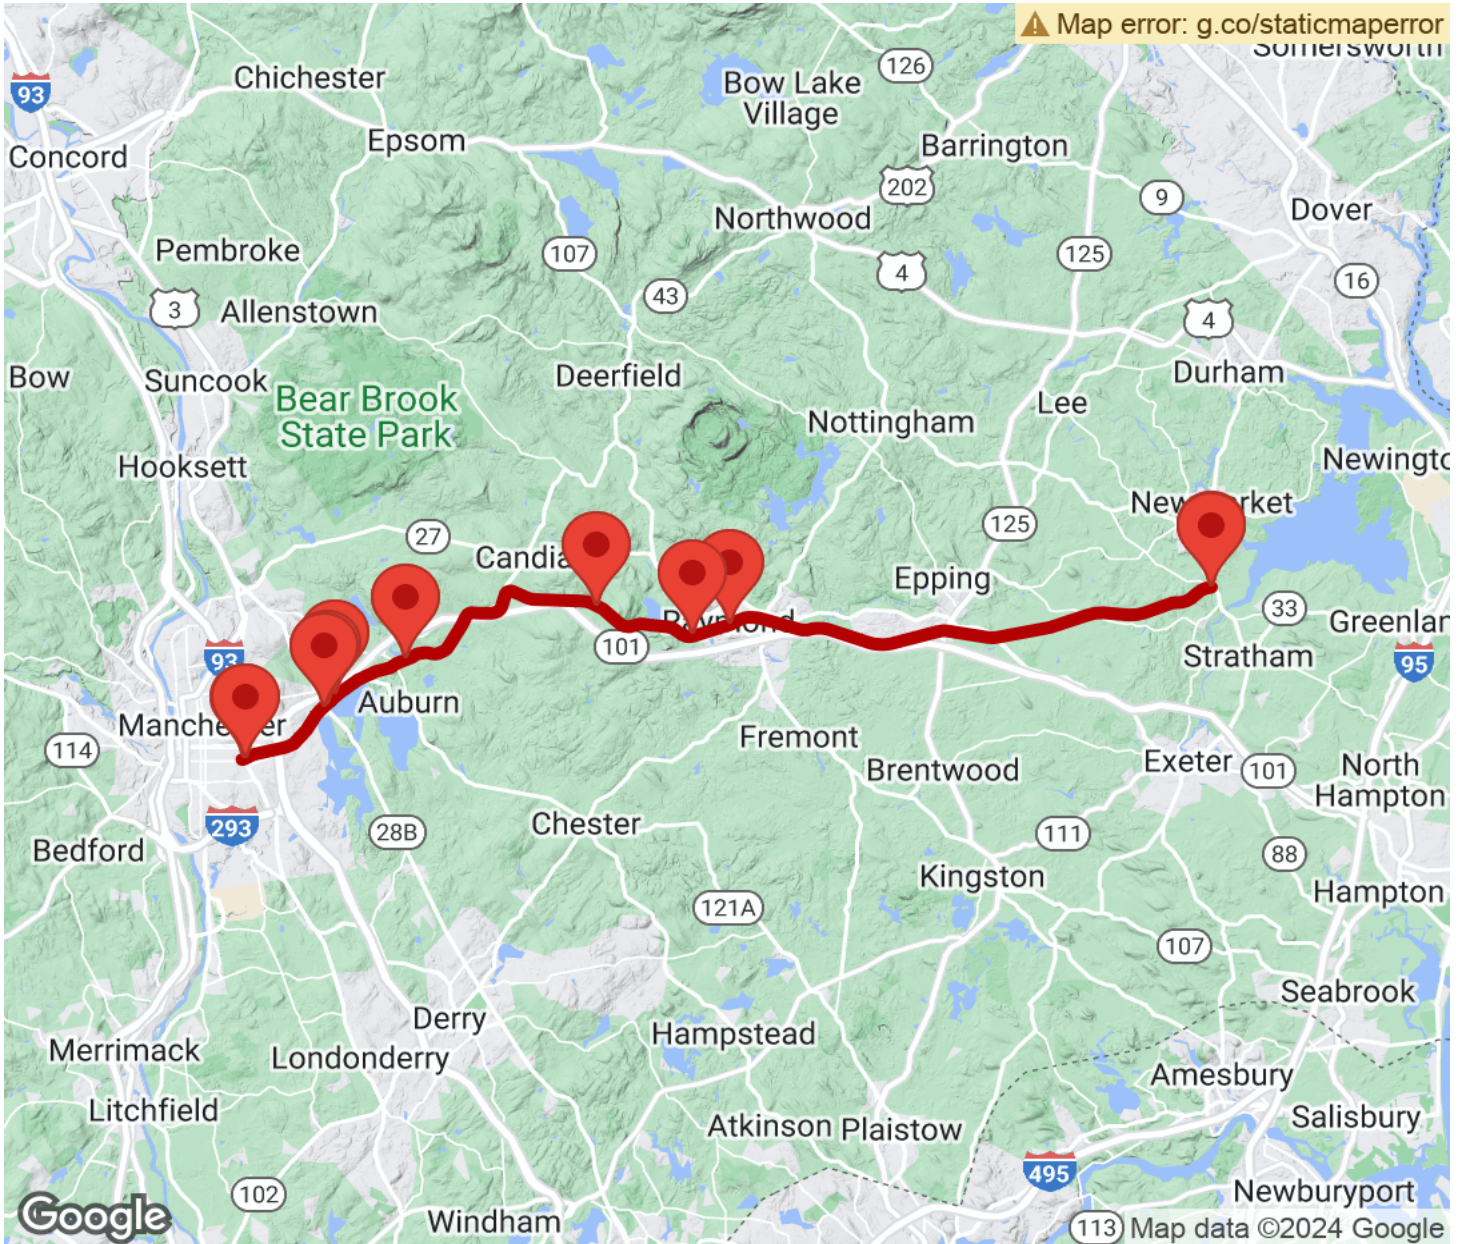 Map error: g.co/staticmaperror
Somersworth
126
Chichester
Bow Lake
Village
93
Epsom
Barrington
Concord
202
9
Northwood
Dover
Pembroke
107
125
4
16
43
3
Allenstown
4
Durham
Bow
Suncook
Deerfield
Bear Brook
State Park
Lee
Nottingham
Hooksett
Newingto
125
27
Candia
Epping
33
Greenlan
101
93
Stratham
95
Auburn
114
Fremont
Exeter
101
North
Hampton
Brentwood
293
Chester
28B
111
Bedford
88
Kingston
Hampton
121A
107
Seabrook
Derry
Hampstead
Merrimack
Londonderry
Amesbury
Litchfield
Salisbury
Atkinson
Plaistow
495
102
Newburyport
Google
Windham
113
Map data ©2024 Google